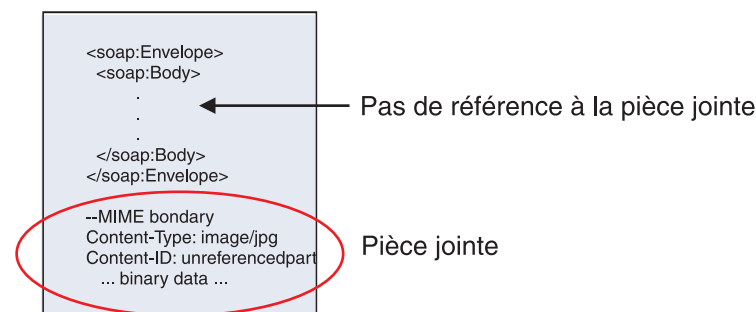 <soap:Envelope>
<soap:Body>
.
.
.
Pas de référence à la pièce jointe
</soap:Body>
</soap:Envelope>
--MIME bondary
Content-Type: image/jpg
Content-ID: unreferencedpart
... binary data ...
Pièce jointe